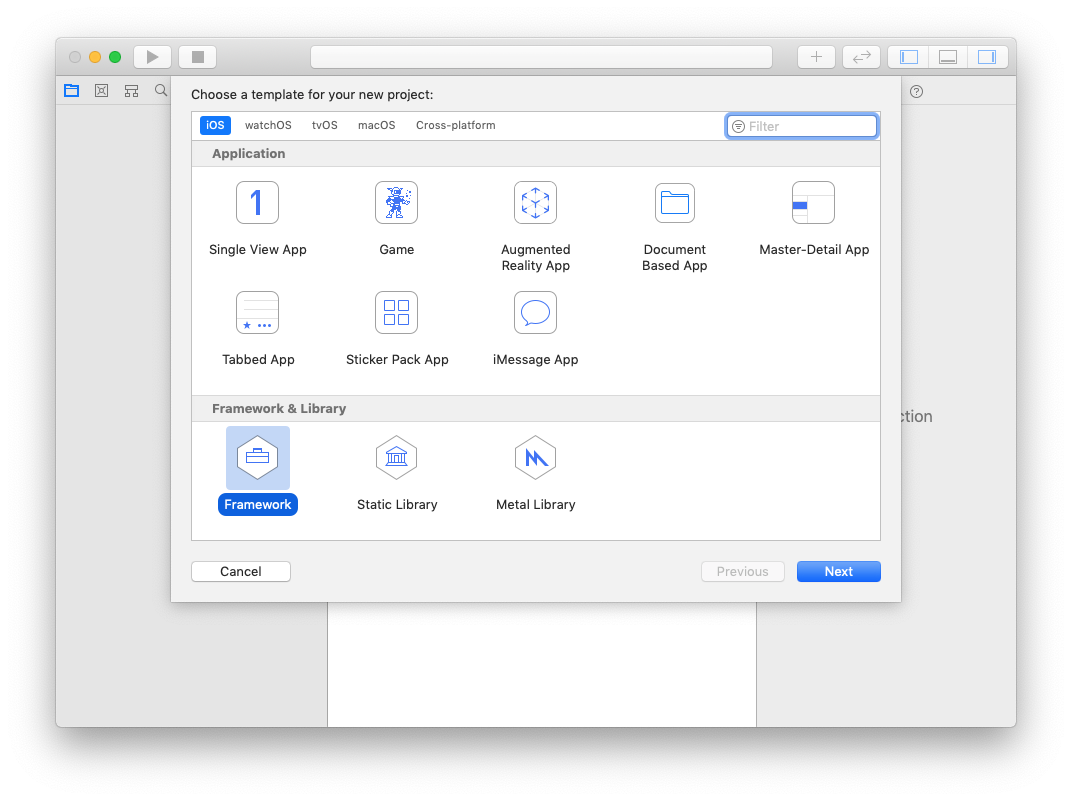 Choose a template for your new project:
iOS watchOS tvOS macOS Cross-platform Filter
Application
1
Single View App Game Augmented Reality App Document Based App Master-Detail App
Tabbed App Sticker Pack App iMessage App
Framework & Library
ction
Framework Static Library Metal Library
Cancel Previous Next